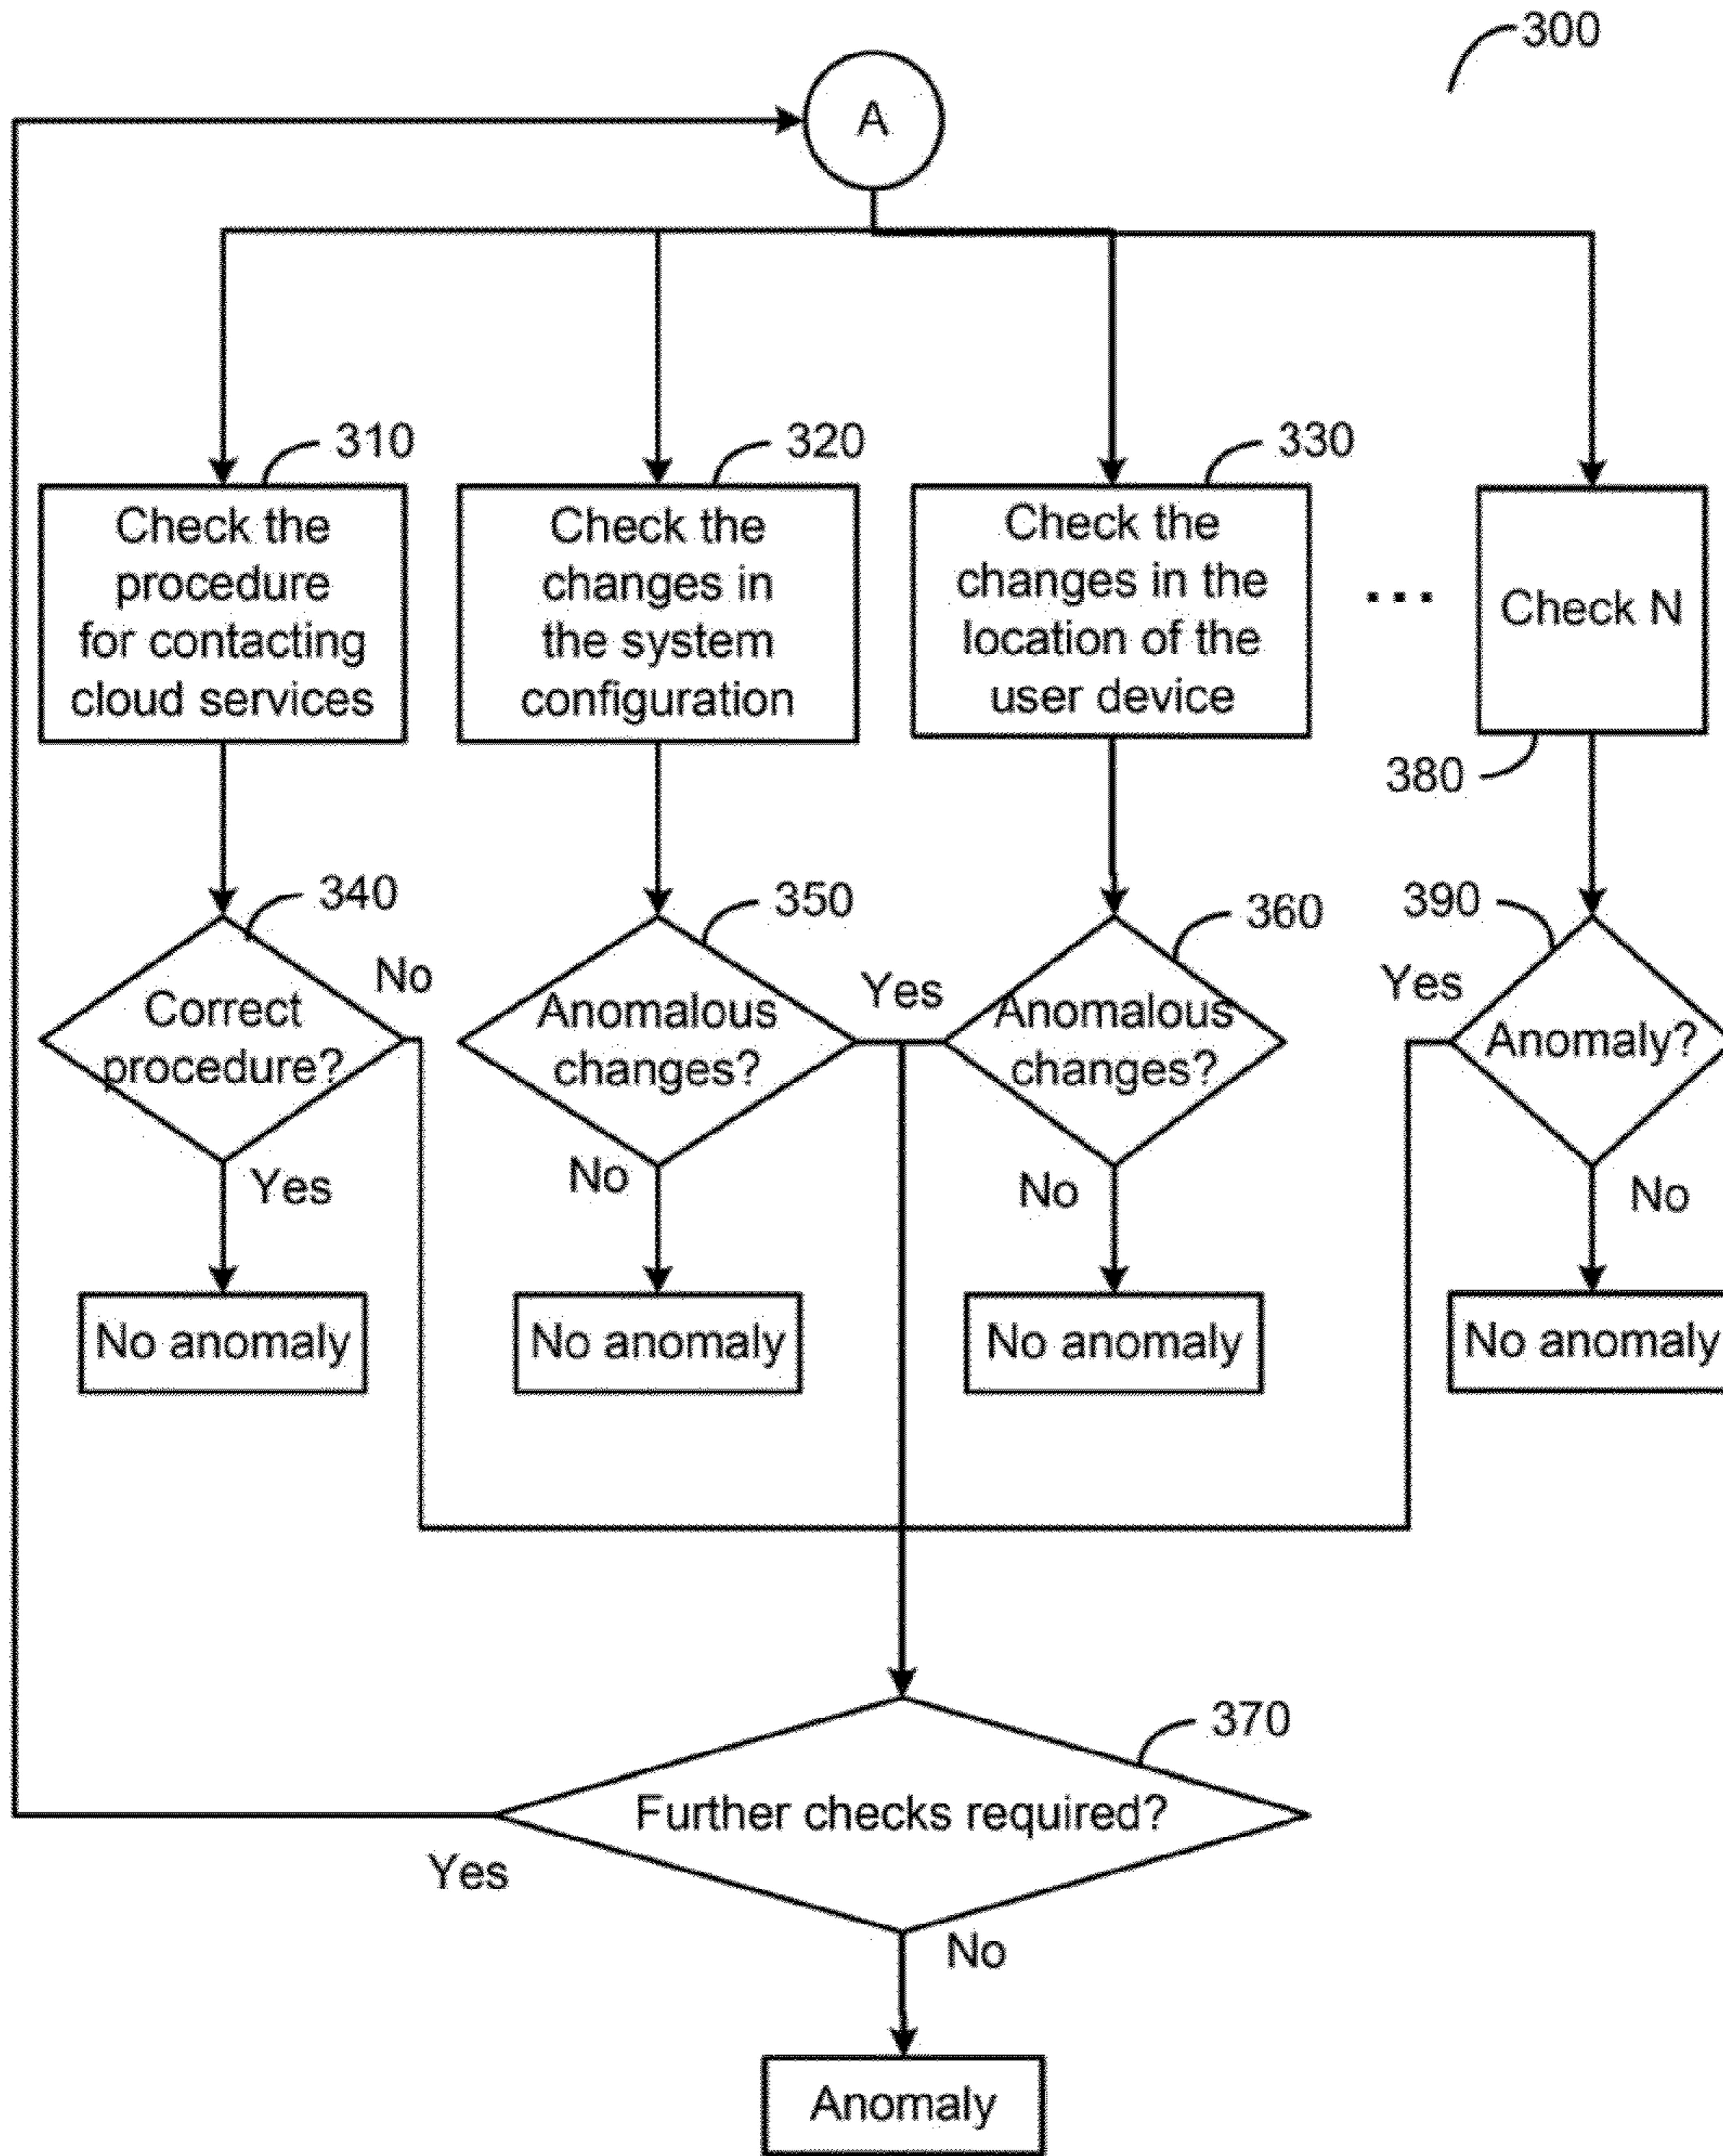 300
A
310
320
330
Check the
procedure
for contacting
cloud services
Check the
changes in
the system
configuration
Check the
changes in the
location of the
user device
...
Check N
380
340
350
360
390
No
Yes
Yes
Correct
procedure?
Anomalous
changes?
Anomalous
changes?
Anomaly?
Yes
No
No
No
No anomaly
No anomaly
No anomaly
No anomaly
370
Further checks required?
Yes
No
Anomaly